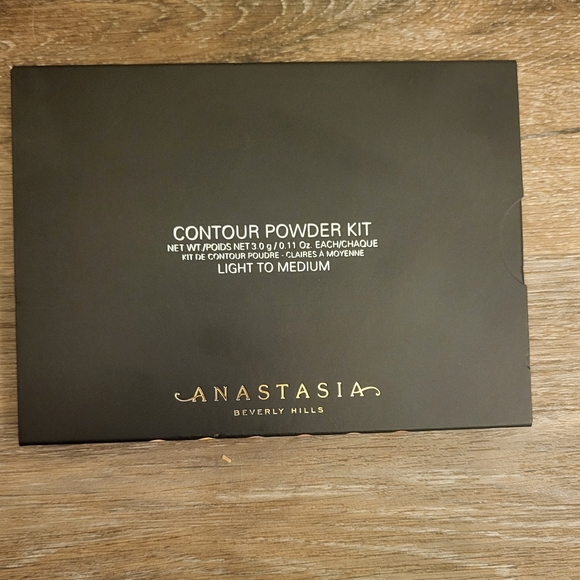 CONTOUR POWDER KIT
NET WT./POIDS NET 3.0 g / 0.11 Oz. EACH/CHAQUE
KIT DE CONTOUR POUDRE - CLAIRES À MOYENNE
LIGHT TO MEDIUM
ANASTASIA
BEVERLY HILLS